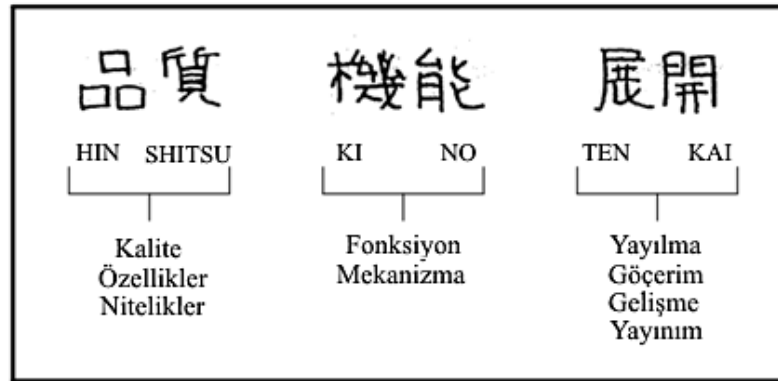 品質 機能 展開
HIN SHITSU KI NO TEN KAI
Kalite Fonksiyon Yayılma
Özellikler Mekanizma Göçerim
Nitelikler Gelişme
Yayınım